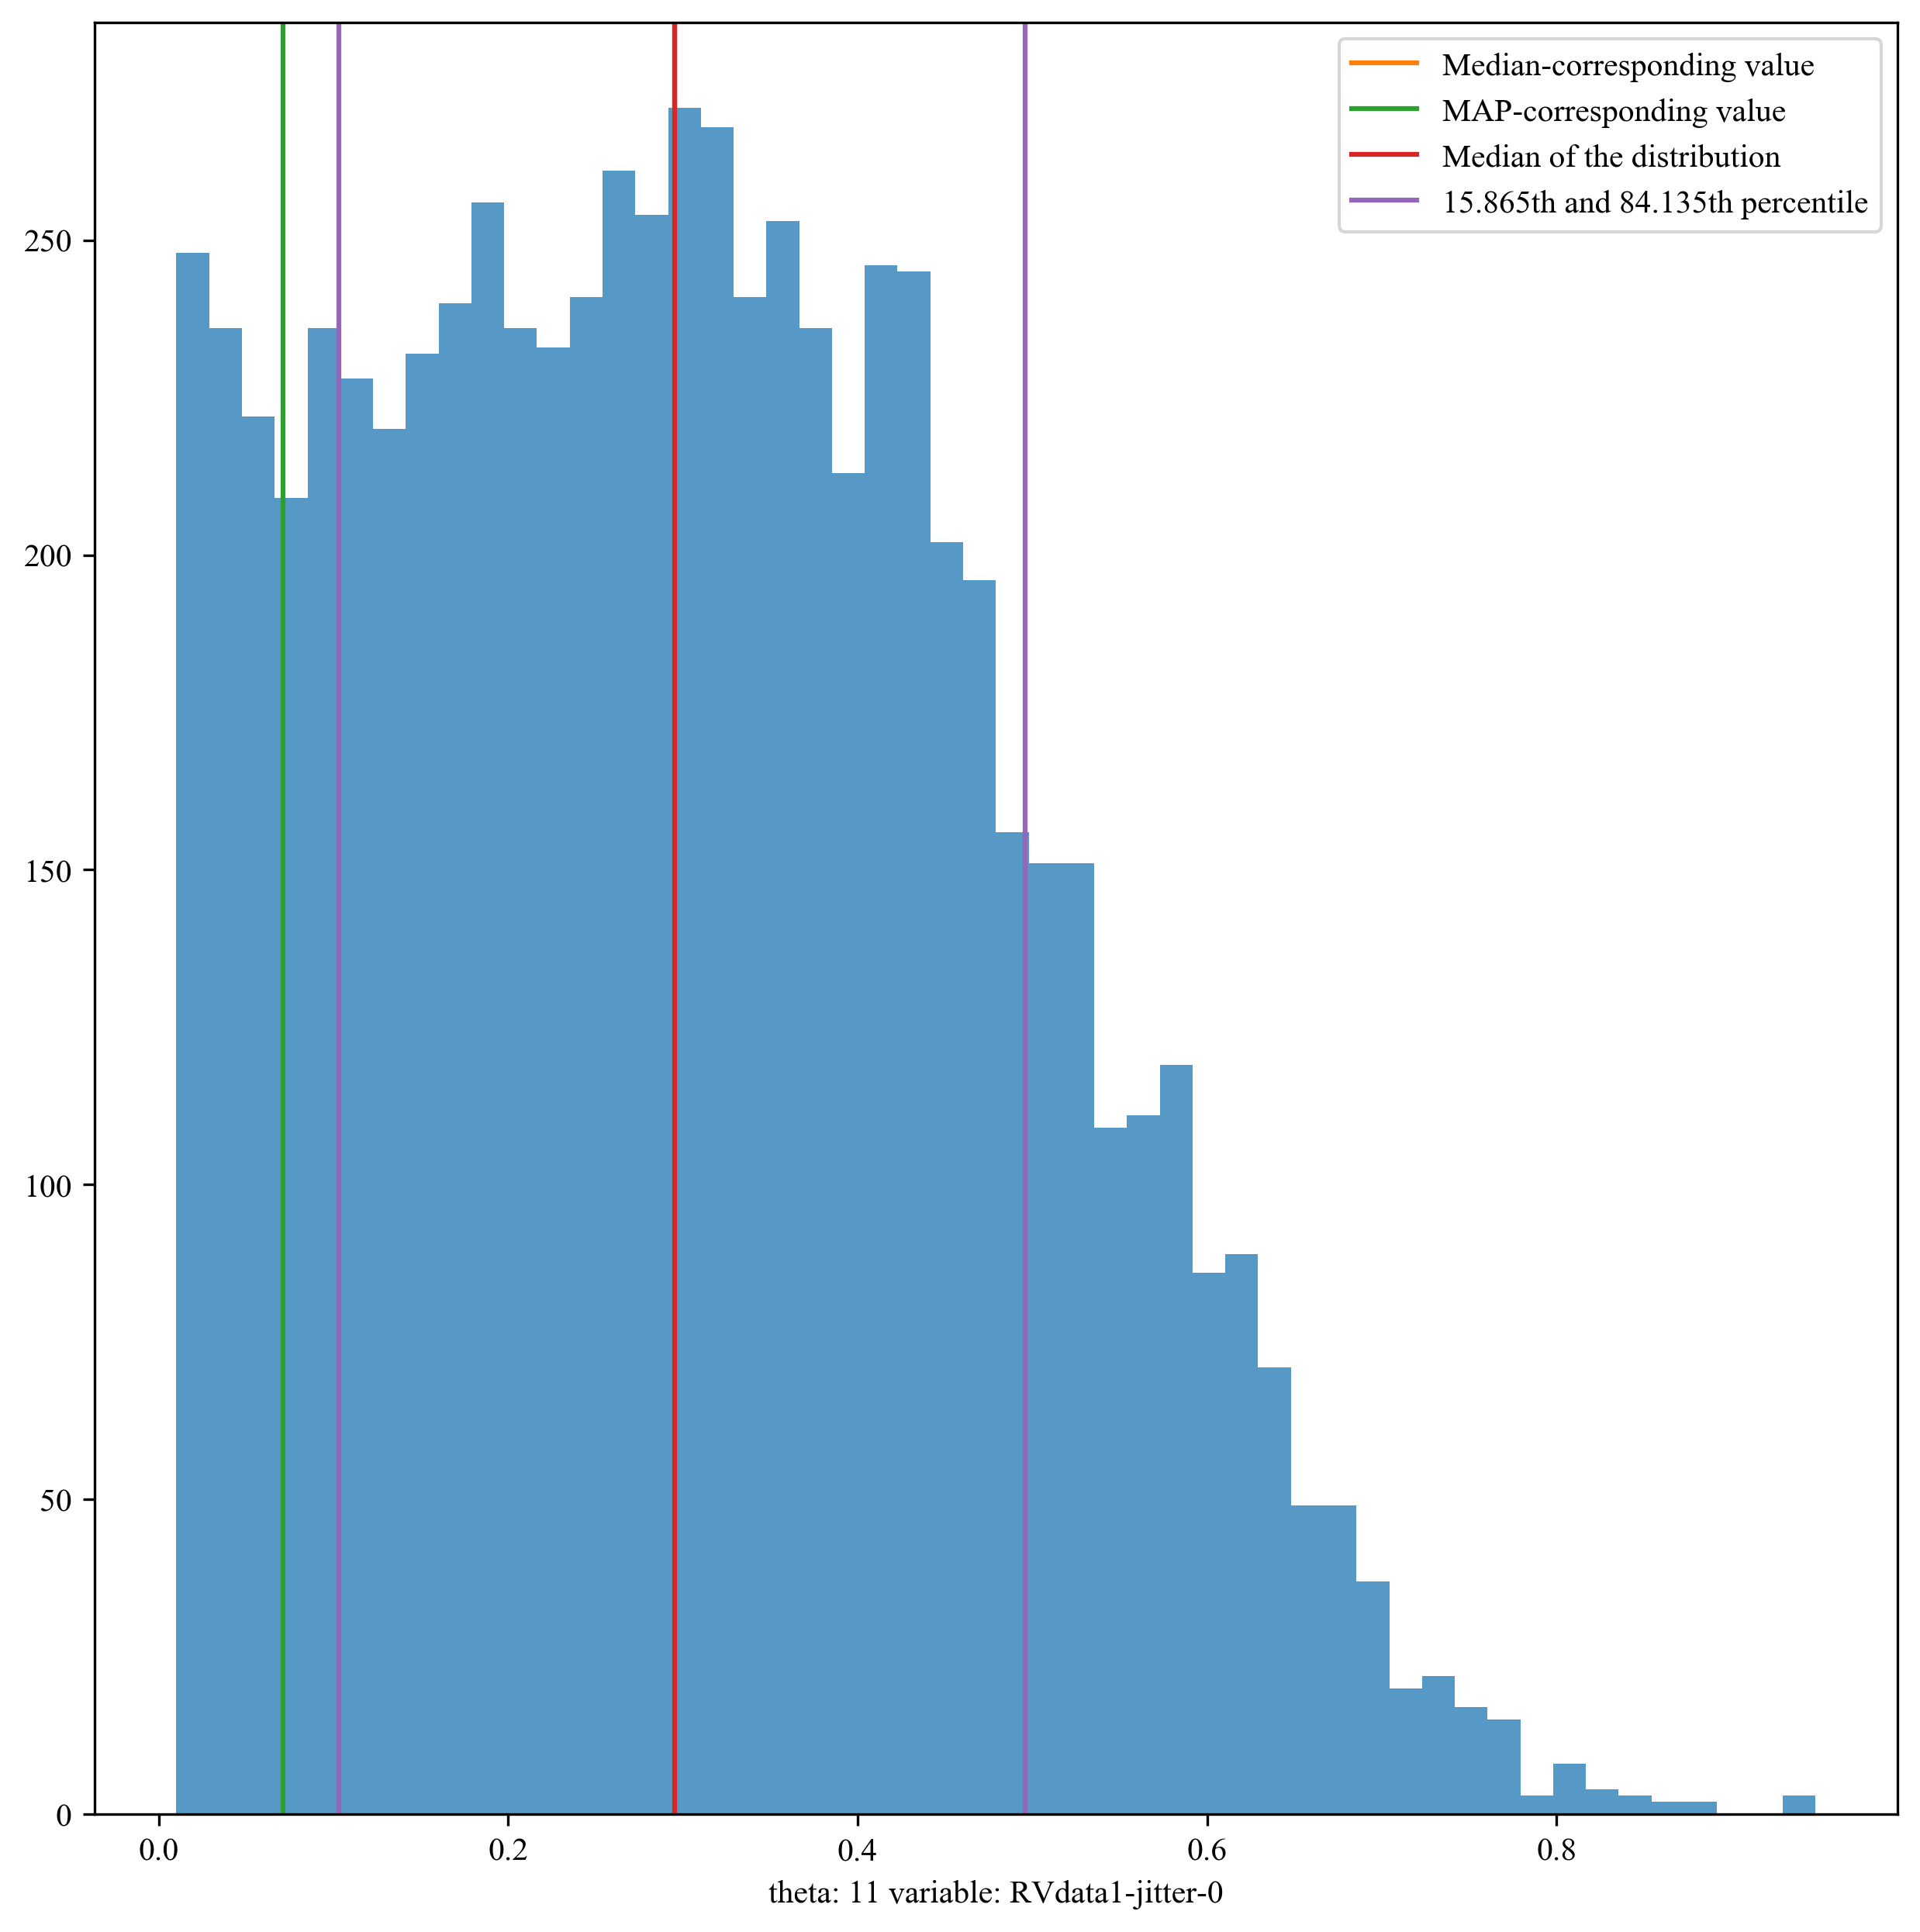 Median-corresponding value
MAP-corresponding value
Median of the distribution
15.865th and 84.135th percentile
250
200
150
100
50
0
0.0 0.2 0.4 0.6 0.8
theta: 11 variable: RVdata1-jitter-0